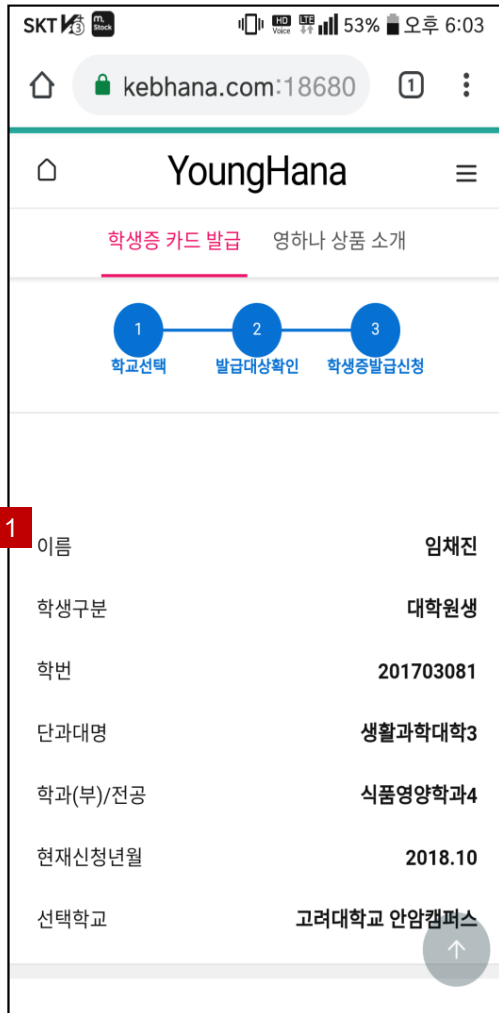 SKT m.Stock HD Voice LTE 53% 오후 6:03
kebhana.com:18680 1
YoungHana
학생증 카드 발급 영하나 상품 소개
1 2 3
학교선택 발급대상확인 학생증발급신청
1
이름 임채진
학생구분 대학원생
학번 201703081
단과대명 생활과학대학3
학과(부)/전공 식품영양학과4
현재신청년월 2018.10
선택학교 고려대학교 안암캠퍼스